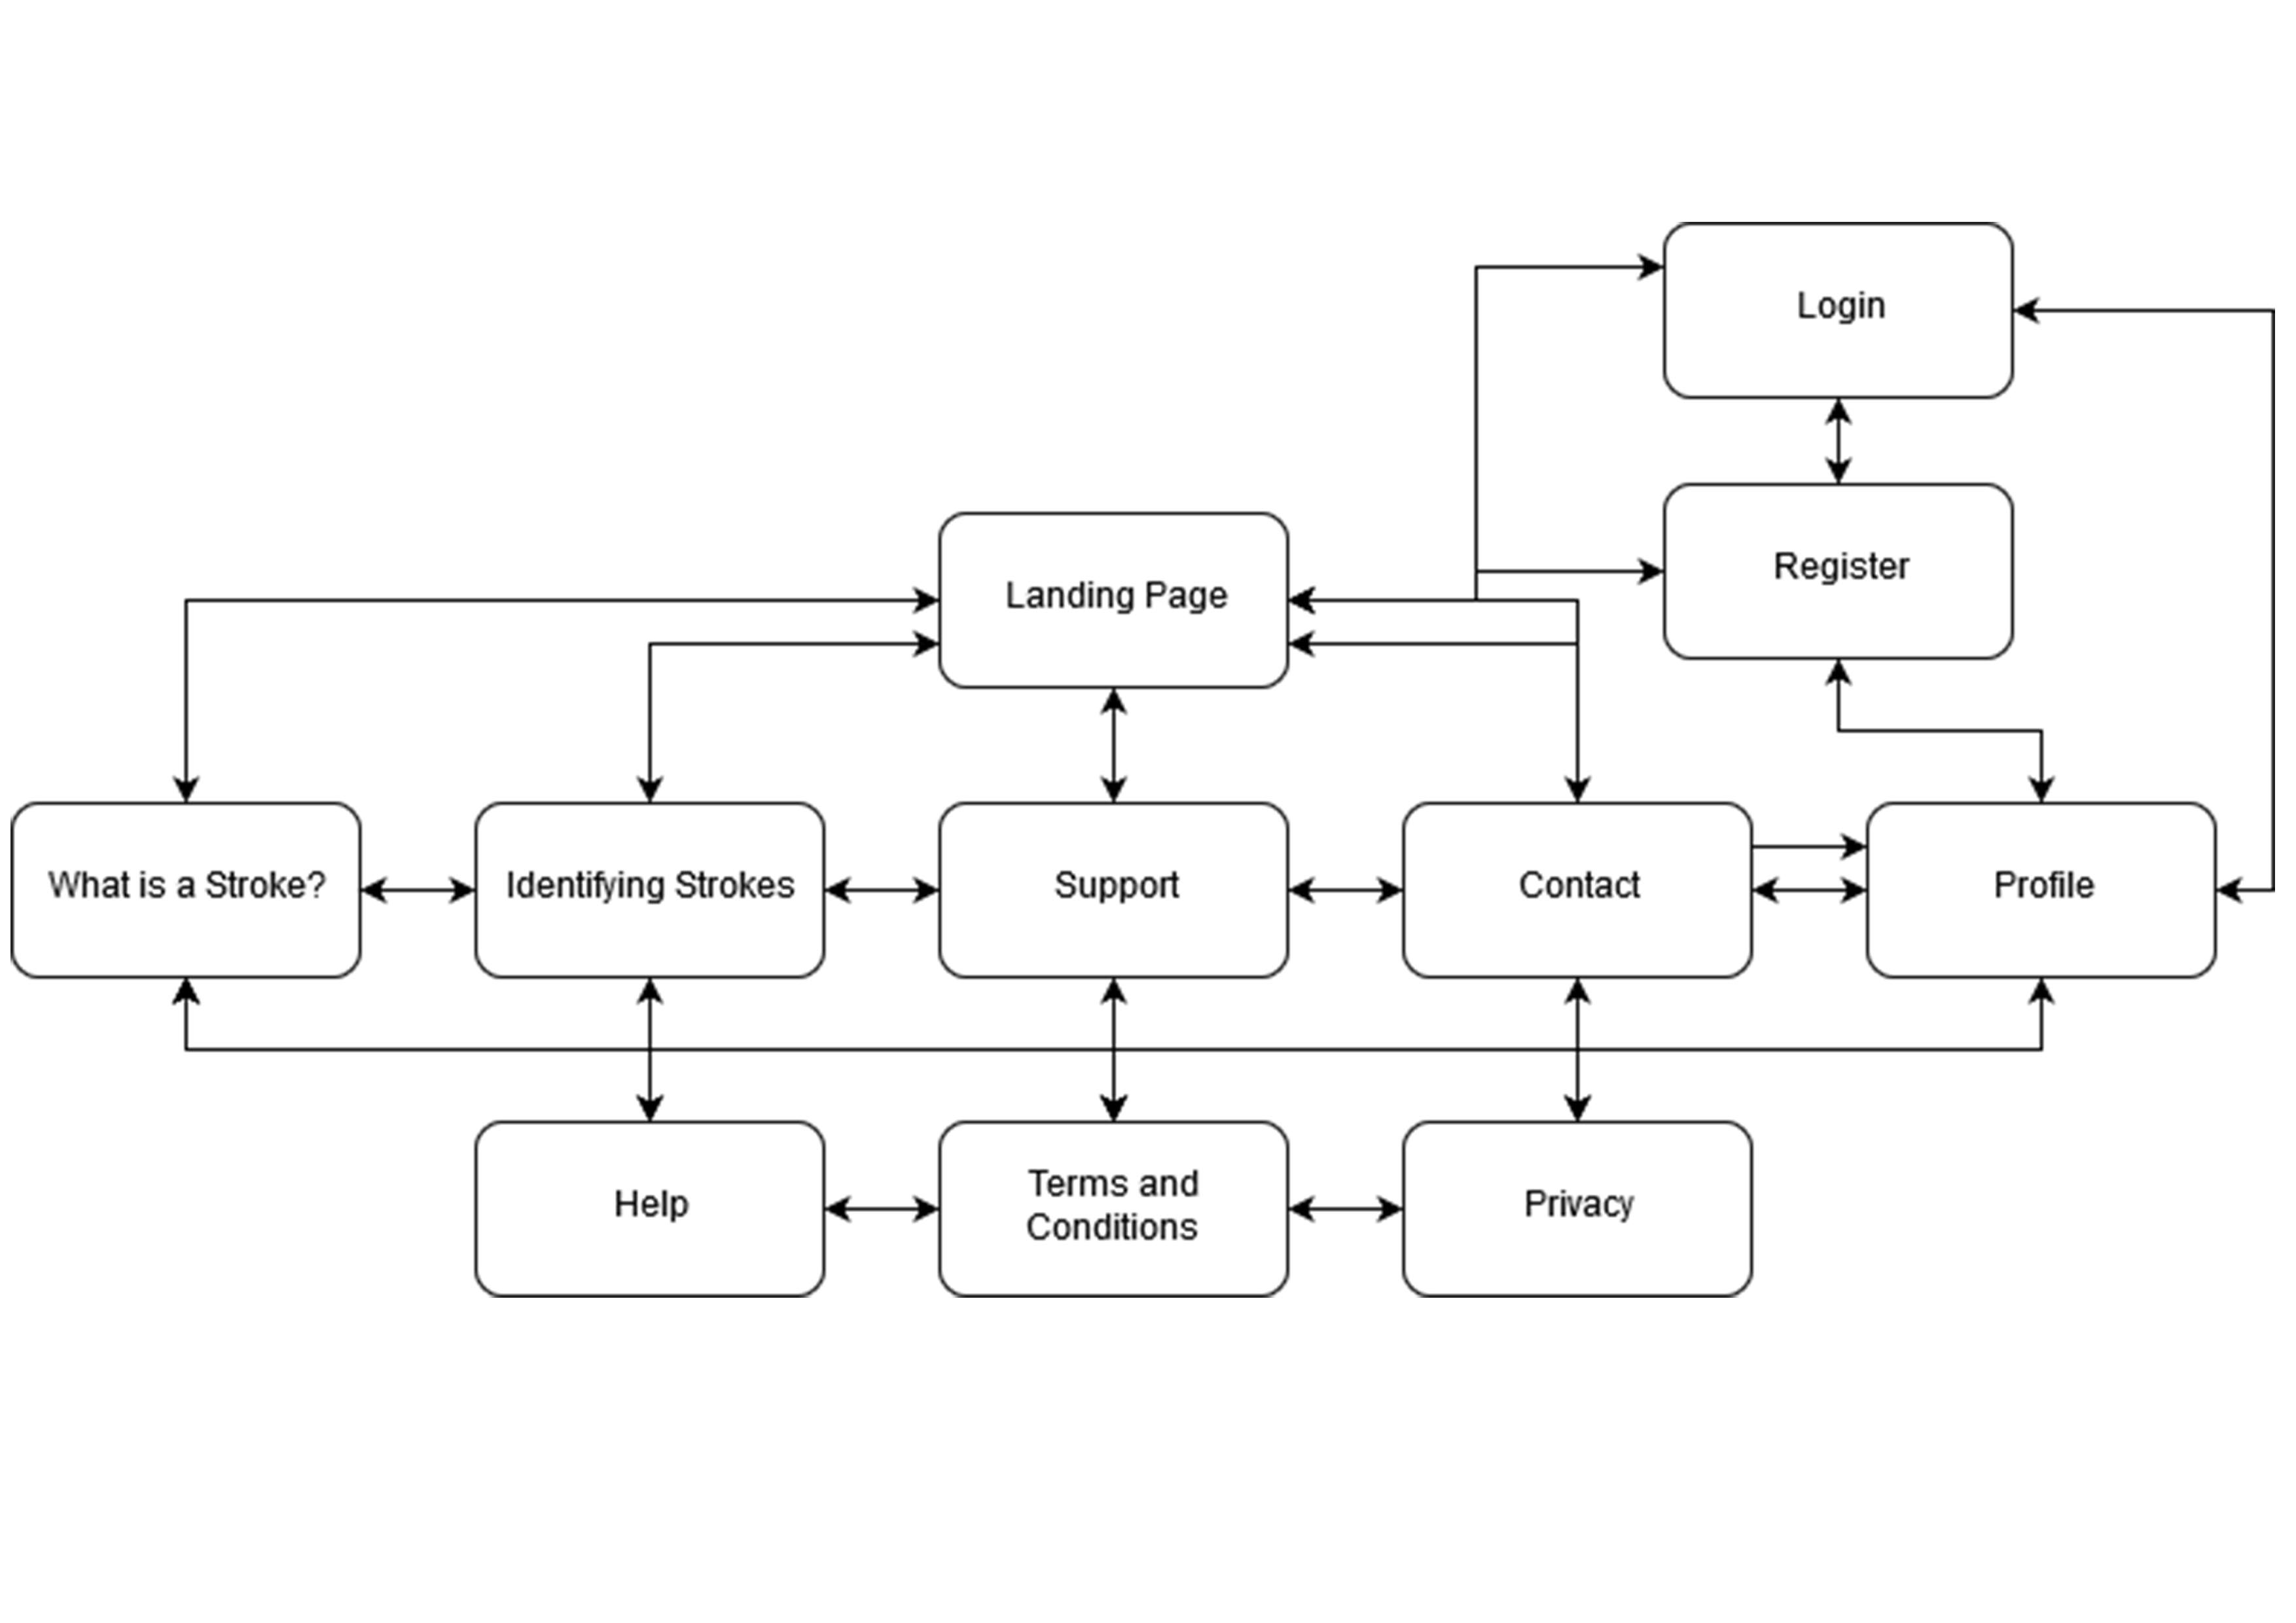 Login
Register
Landing Page
What is a Stroke?
Identifying Strokes
Support
Contact
Profile
Help
Terms and
Conditions
Privacy